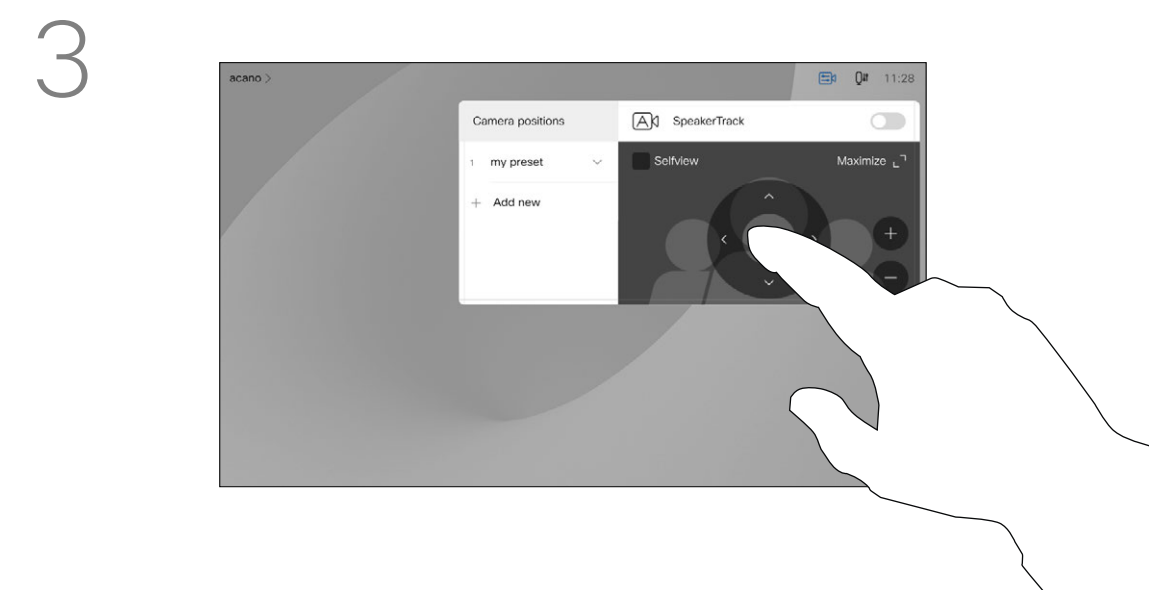 3
acano >
11:28
Camera positions
SpeakerTrack
1 my preset
Selfview
Maximize
+ Add new